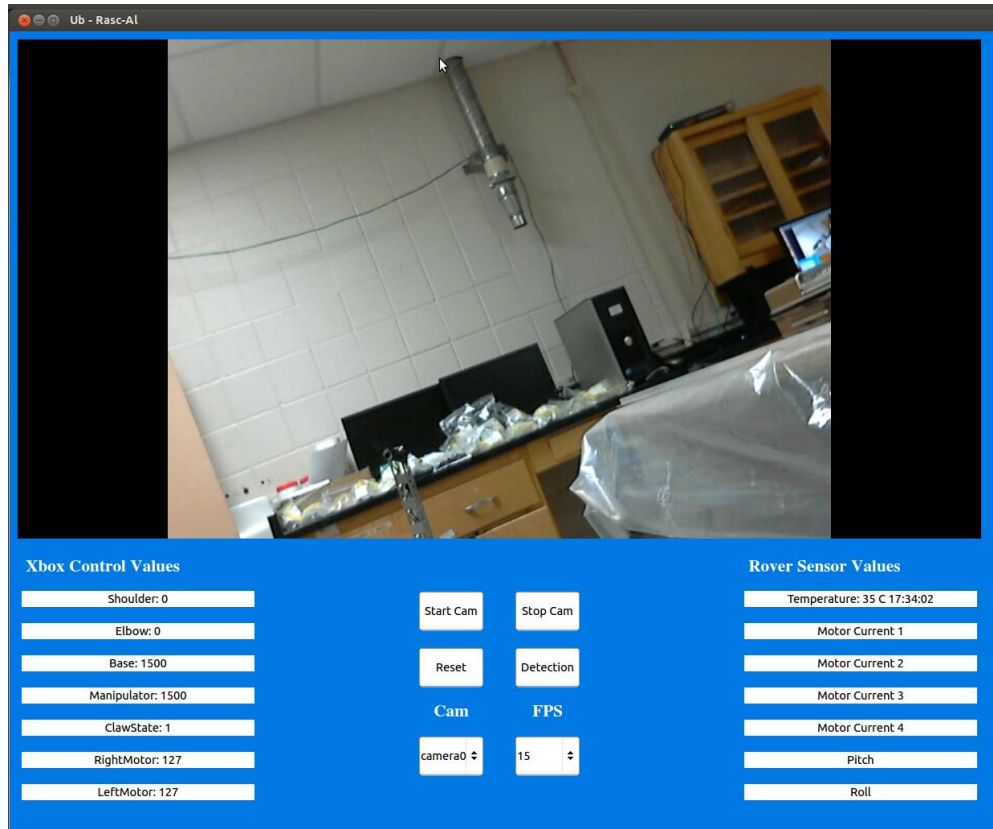 Ub - Rasc-Al
Xbox Control Values
Shoulder: 0
Elbow: 0
Base: 1500
Manipulator: 1500
ClawState: 1
RightMotor: 127
LeftMotor: 127
Start Cam
Stop Cam
Reset
Detection
Cam
FPS
camera0
15
Rover Sensor Values
Temperature: 35 C 17:34:02
Motor Current 1
Motor Current 2
Motor Current 3
Motor Current 4
Pitch
Roll